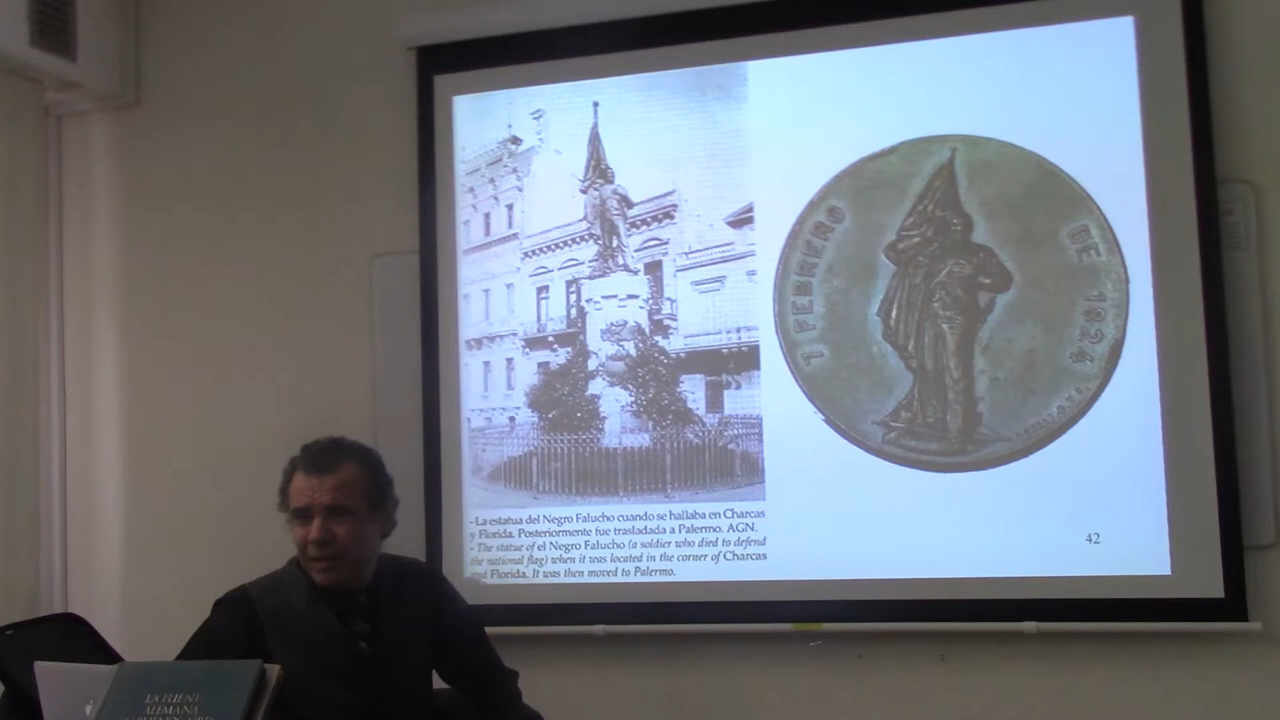 1 FEBRERO
DE 1824
- La estatua del Negro Falucho cuando se hallaba en Charcas
y Florida. Posteriormente fue trasladada a Palermo. AGN.
- The statue of el Negro Falucho (a soldier who died to defend
the national flag) when it was located in the corner of Charcas
and Florida. It was then moved to Palermo.
42
LA FUENTE
ALEMANA